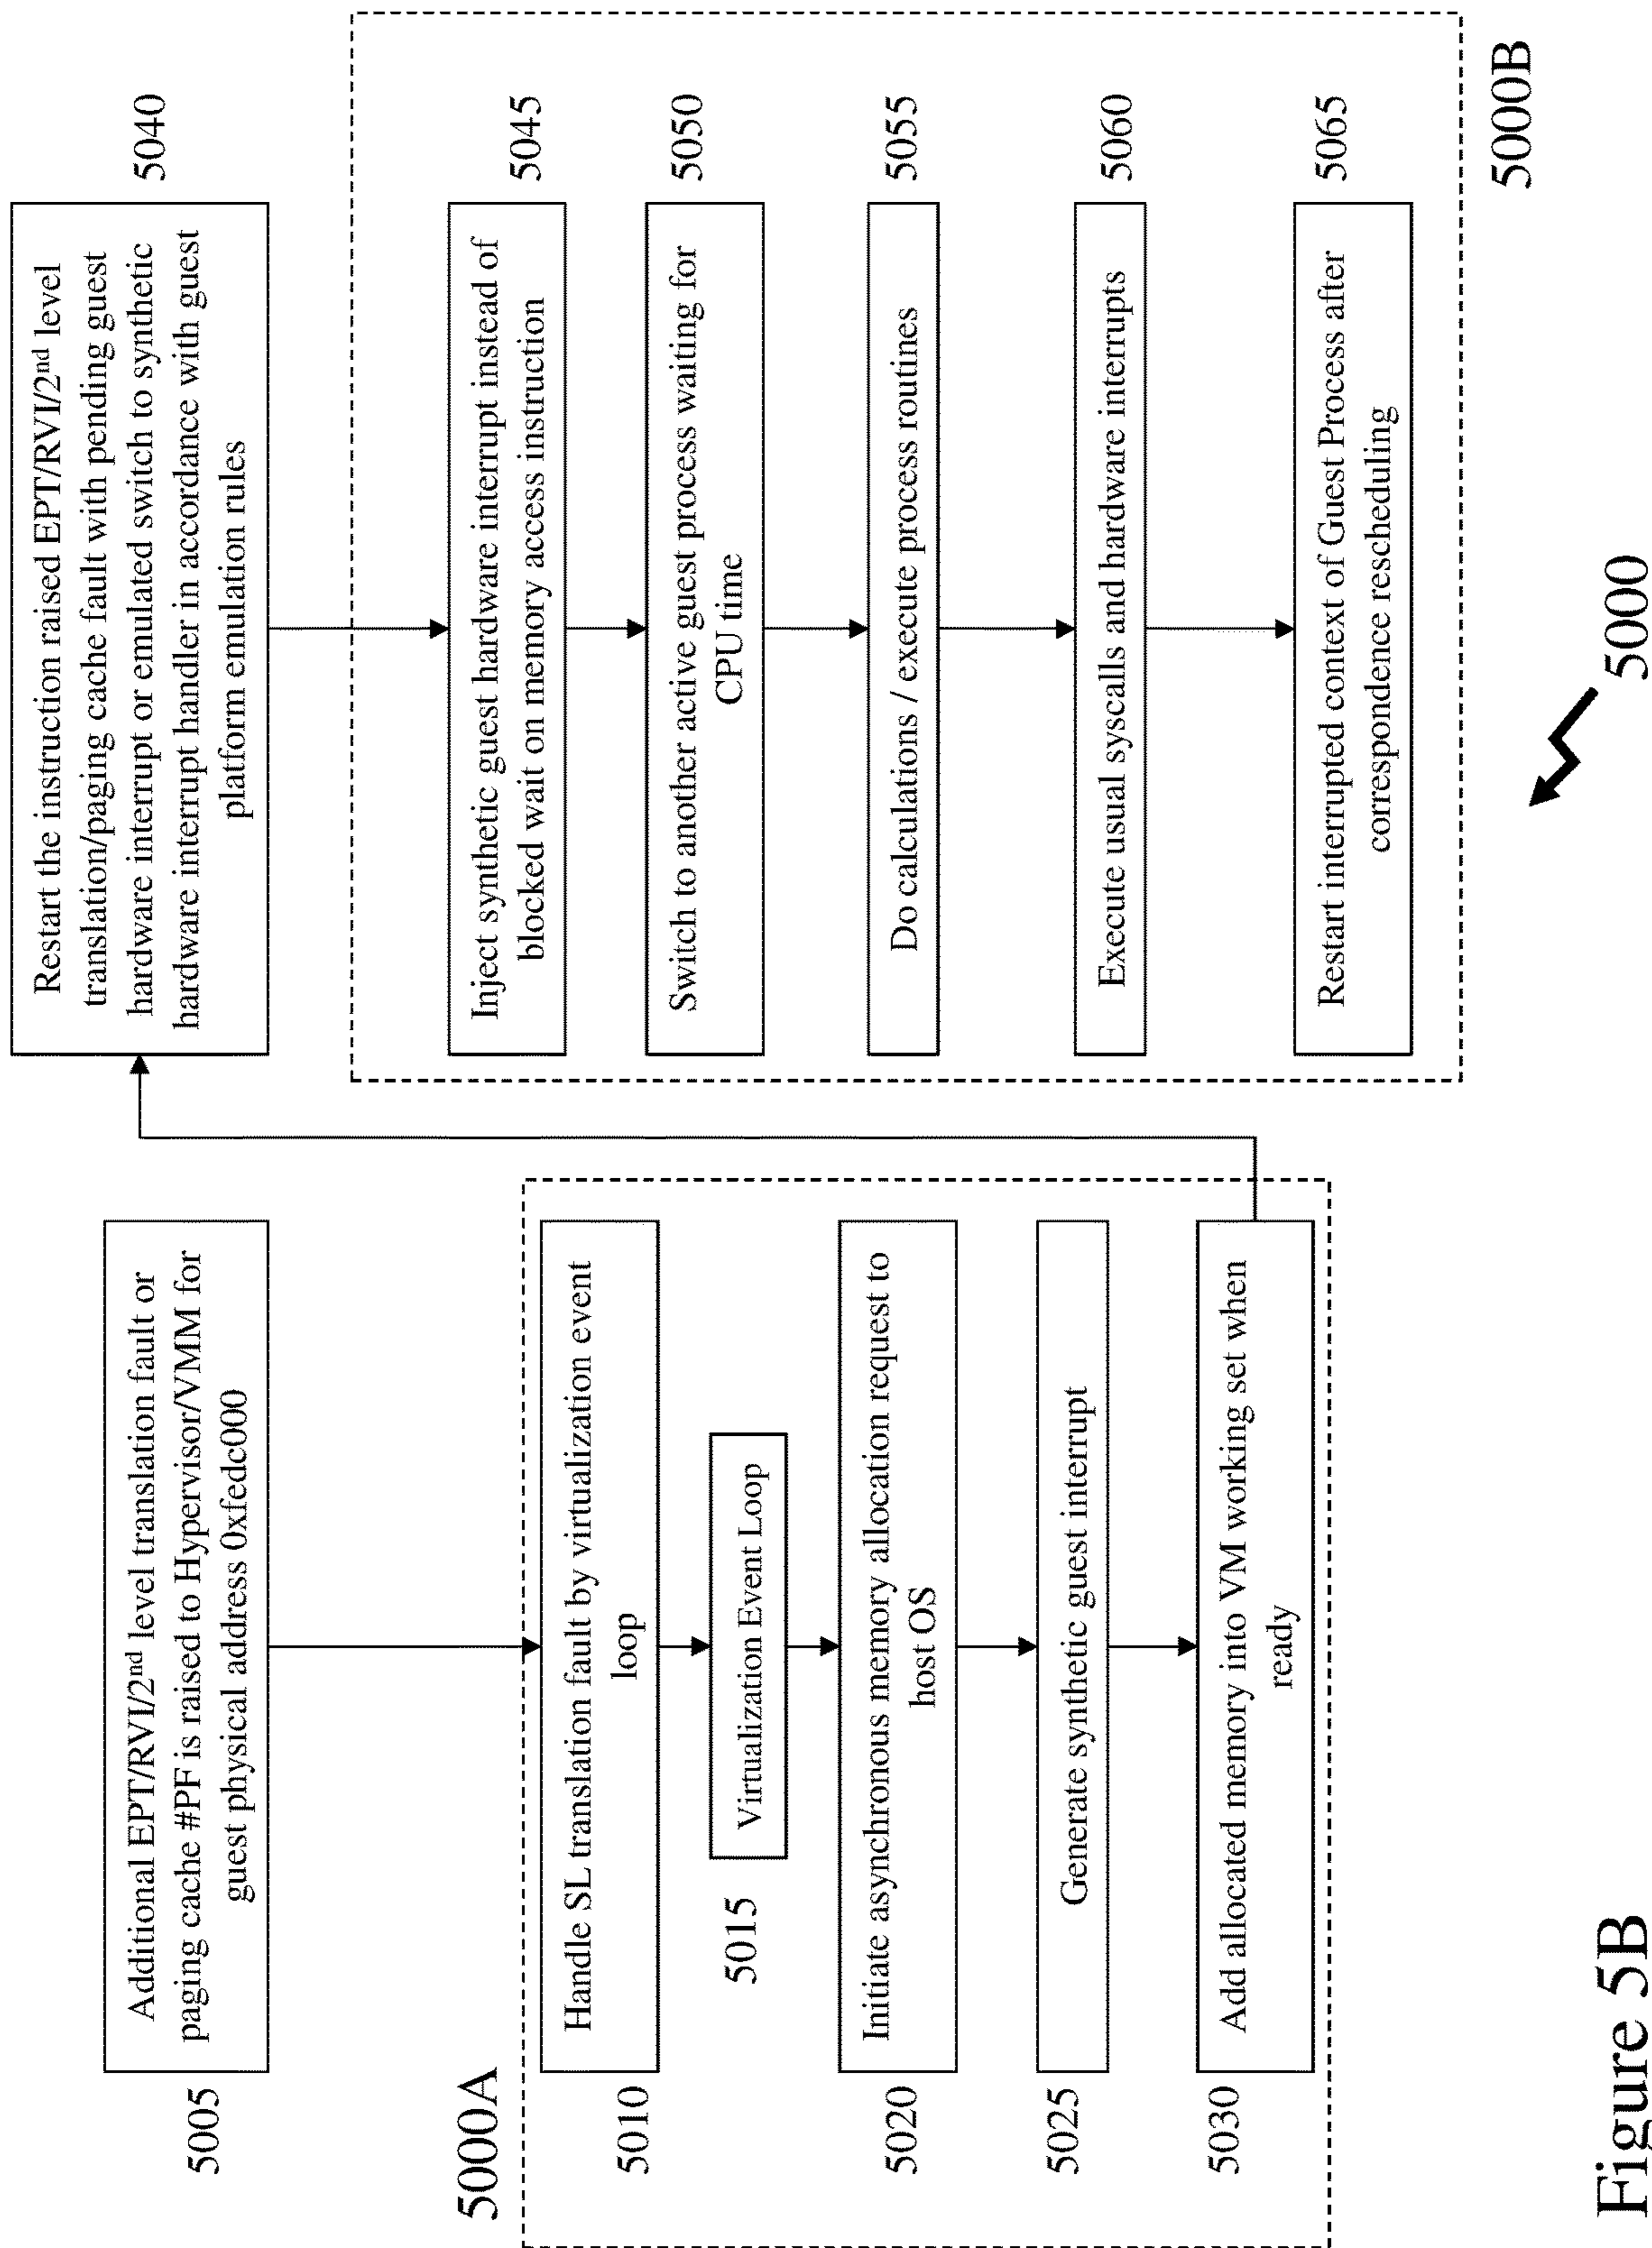 5005
Additional EPT/RVI/2nd level translation fault or
paging cache #PF is raised to Hypervisor/VMM for
guest physical address 0xfedc000
5000A
5010
Handle SL translation fault by virtualization event
loop
5015
Virtualization Event Loop
5020
Initiate asynchronous memory allocation request to
host OS
5025
Generate synthetic guest interrupt
5030
Add allocated memory into VM working set when
ready
Restart the instruction raised EPT/RVI/2nd level
translation/paging cache fault with pending guest
hardware interrupt or emulated switch to synthetic
hardware interrupt handler in accordance with guest
platform emulation rules
5040
Inject synthetic guest hardware interrupt instead of
blocked wait on memory access instruction
5045
Switch to another active guest process waiting for
CPU time
5050
Do calculations / execute process routines
5055
Execute usual syscalls and hardware interrupts
5060
Restart interrupted context of Guest Process after
correspondence rescheduling
5065
5000B
5000
Figure 5B